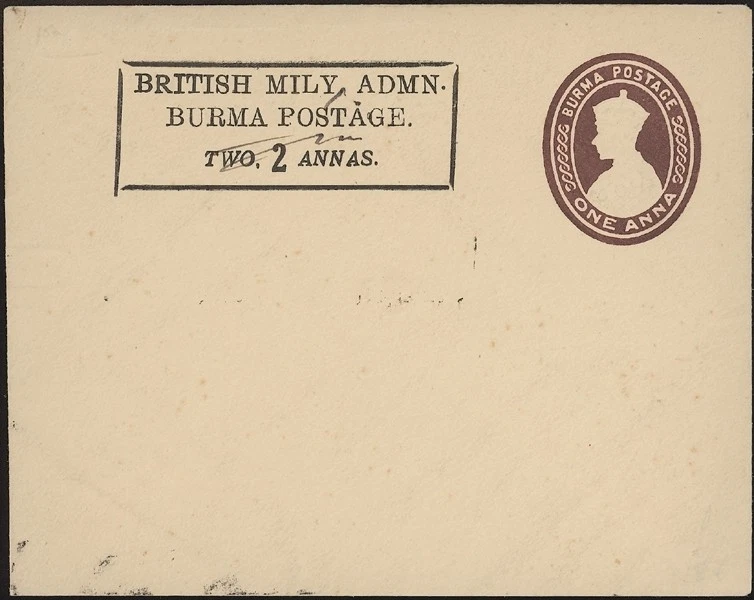 BRITISH MILY ADMN.
BURMA POSTAGE.
TWO. 2 ANNAS.
BURMA POSTAGE
ONE ANNA